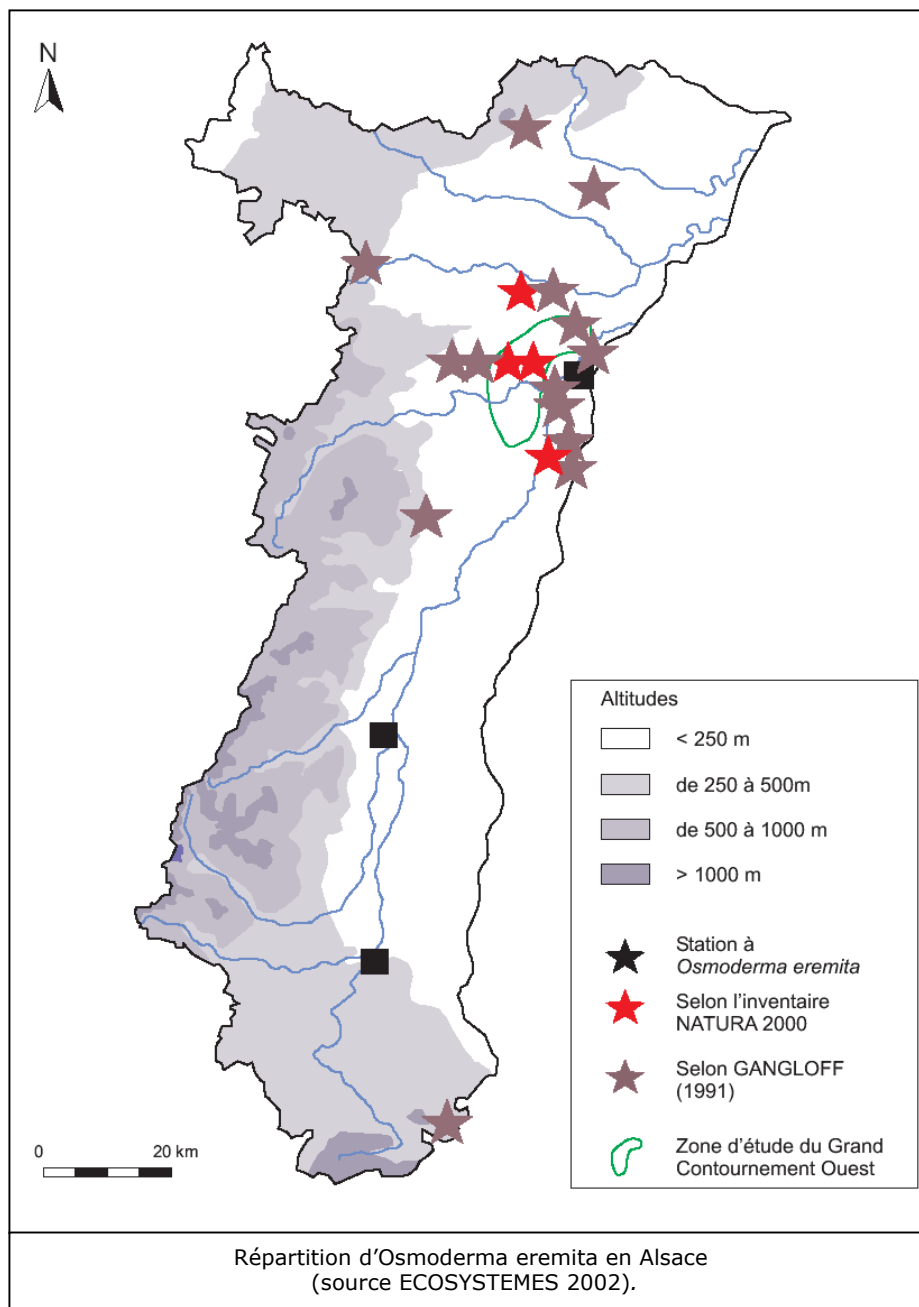 N
Altitudes
< 250 m
de 250 à 500m
de 500 à 1000 m
> 1000 m
Station à
Osmoderma eremita
Selon l'inventaire
NATURA 2000
Selon GANGLOFF
(1991)
Zone d'étude du Grand
Contournement Ouest
0 20 km
Répartition d'Osmoderma eremita en Alsace
(source ECOSYSTEMES 2002).